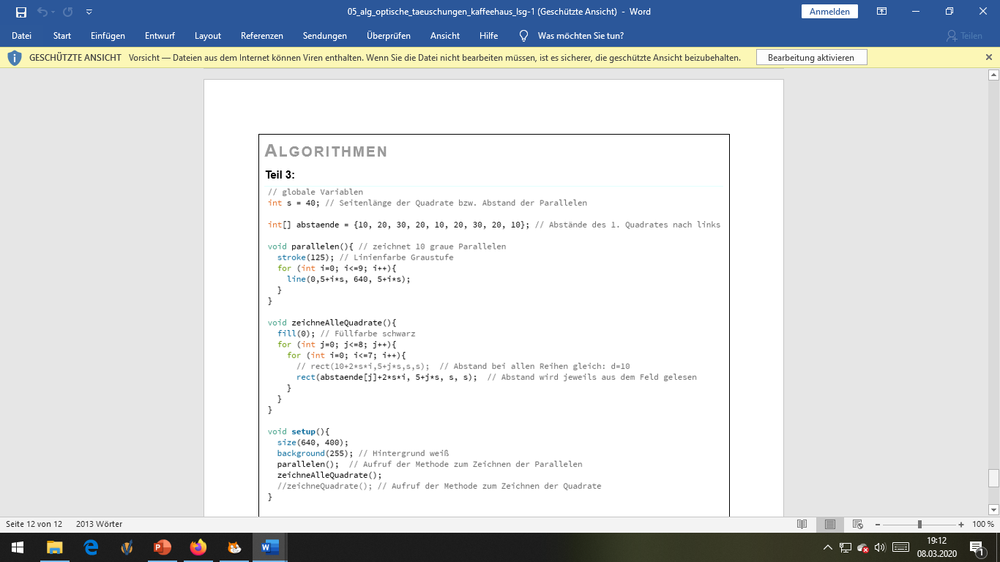 05_alg_optische_taeuschungen_kaffeehaus_lsg-1 (Geschützte Ansicht) - Word
Anmelden
Datei Start Einfügen Entwurf Layout Referenzen Sendungen Überprüfen Ansicht Hilfe Was möchten Sie tun? Teilen
GESCHÜTZTE ANSICHT Vorsicht — Dateien aus dem Internet können Viren enthalten. Wenn Sie die Datei nicht bearbeiten müssen, ist es sicherer, die geschützte Ansicht beizubehalten. Bearbeitung aktivieren
ALGORITHMEN
Teil 3:
// globale Variablen
int s = 40; // Seitenlänge der Quadrate bzw. Abstand der Parallelen
int[] abstaende = {10, 20, 30, 20, 10, 20, 30, 20, 10}; // Abstände des 1. Quadrates nach links
void parallelen(){ // zeichnet 10 graue Parallelen
stroke(125); // Linienfarbe Graustufe
for (int i=0; i<=9; i++){
line(0,5+i*s, 640, 5+i*s);
}
}
void zeichneAlleQuadrate(){
fill(0); // Füllfarbe schwarz
for (int j=0; j<=8; j++){
for (int i=0; i<=7; i++){
// rect(10+2*s*i,5+j*s,s,s); // Abstand bei allen Reihen gleich: d=10
rect(abstaende[j]+2*s*i, 5+j*s, s, s); // Abstand wird jeweils aus dem Feld gelesen
}
}
}
void setup(){
size(640, 400);
background(255); // Hintergrund weiß
parallelen(); // Aufruf der Methode zum Zeichnen der Parallelen
zeichneAlleQuadrate();
//zeichneQuadrate(); // Aufruf der Methode zum Zeichnen der Quadrate
}
Seite 12 von 12 2013 Wörter 100 %
19:12
08.03.2020
1